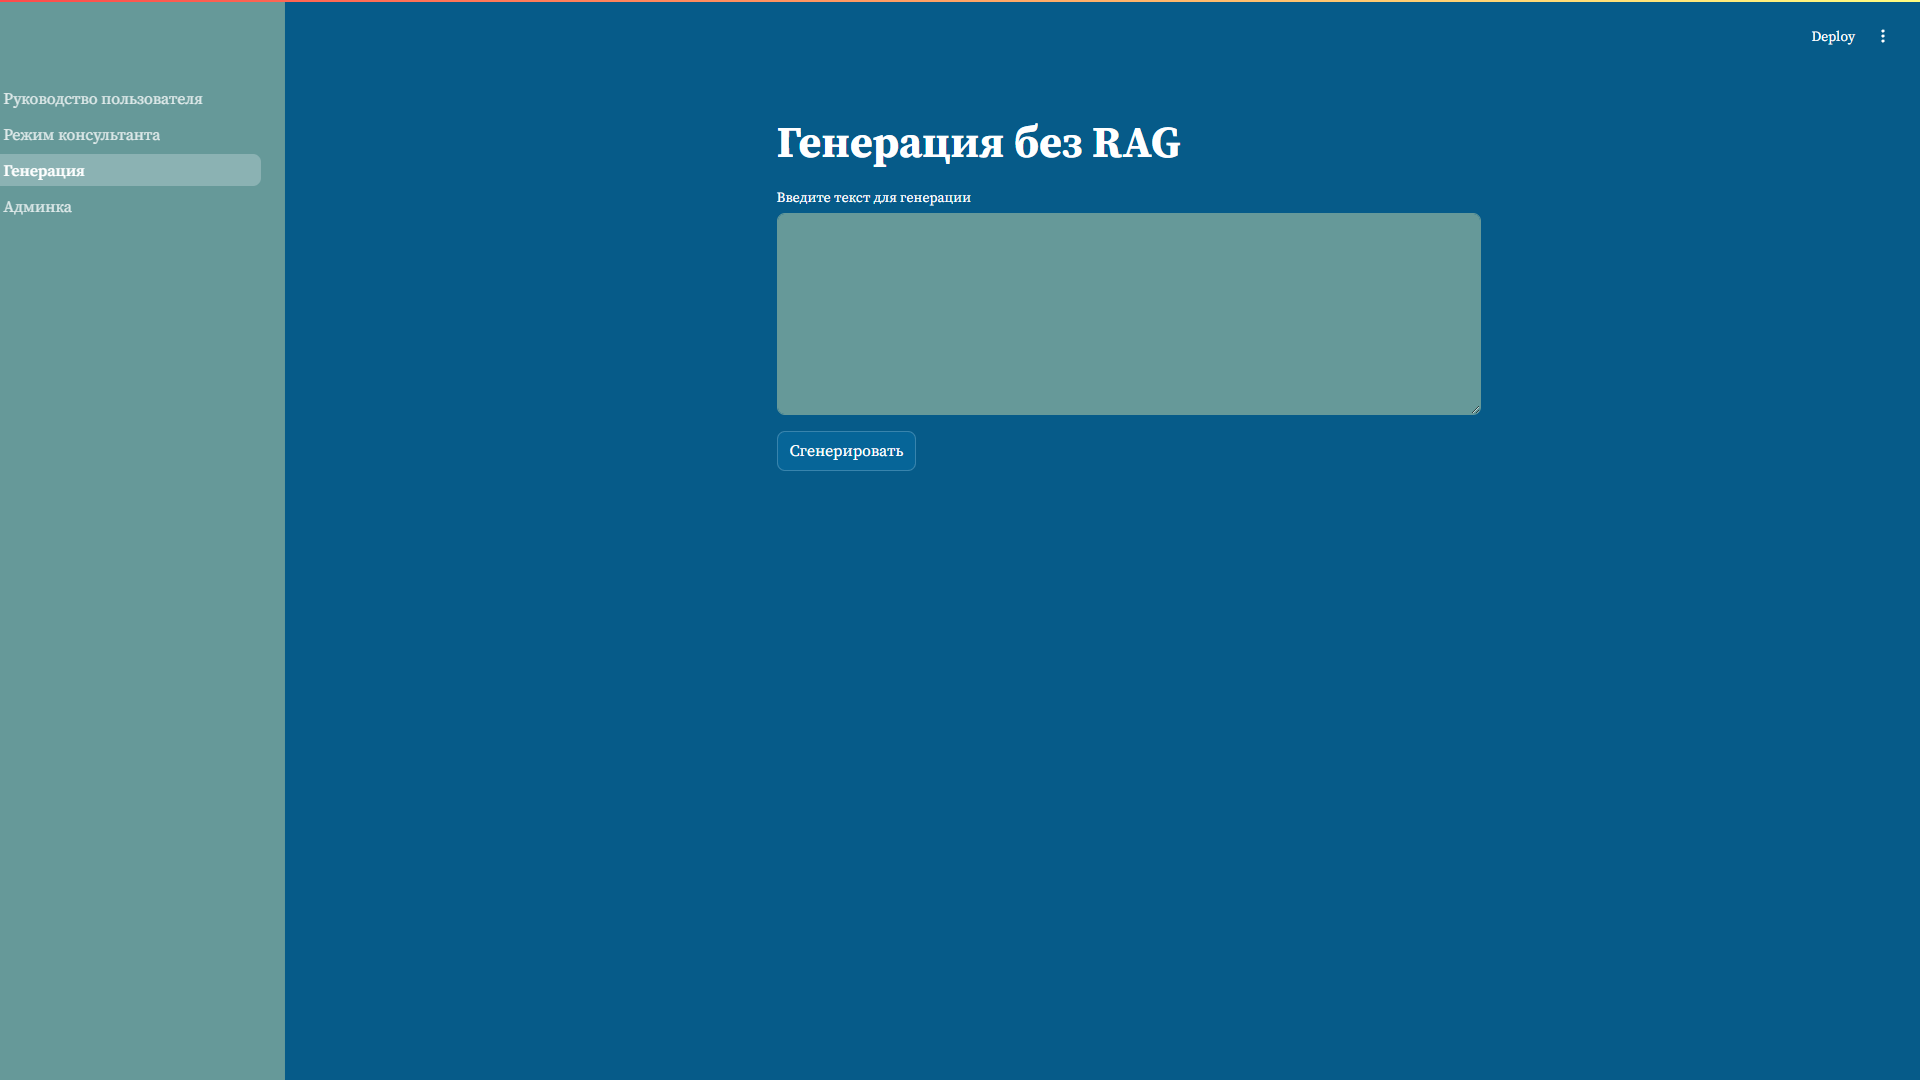 Deploy
Руководство пользователя
Режим консультанта
Генерация
Админка
Генерация без RAG
Введите текст для генерации
Сгенерировать